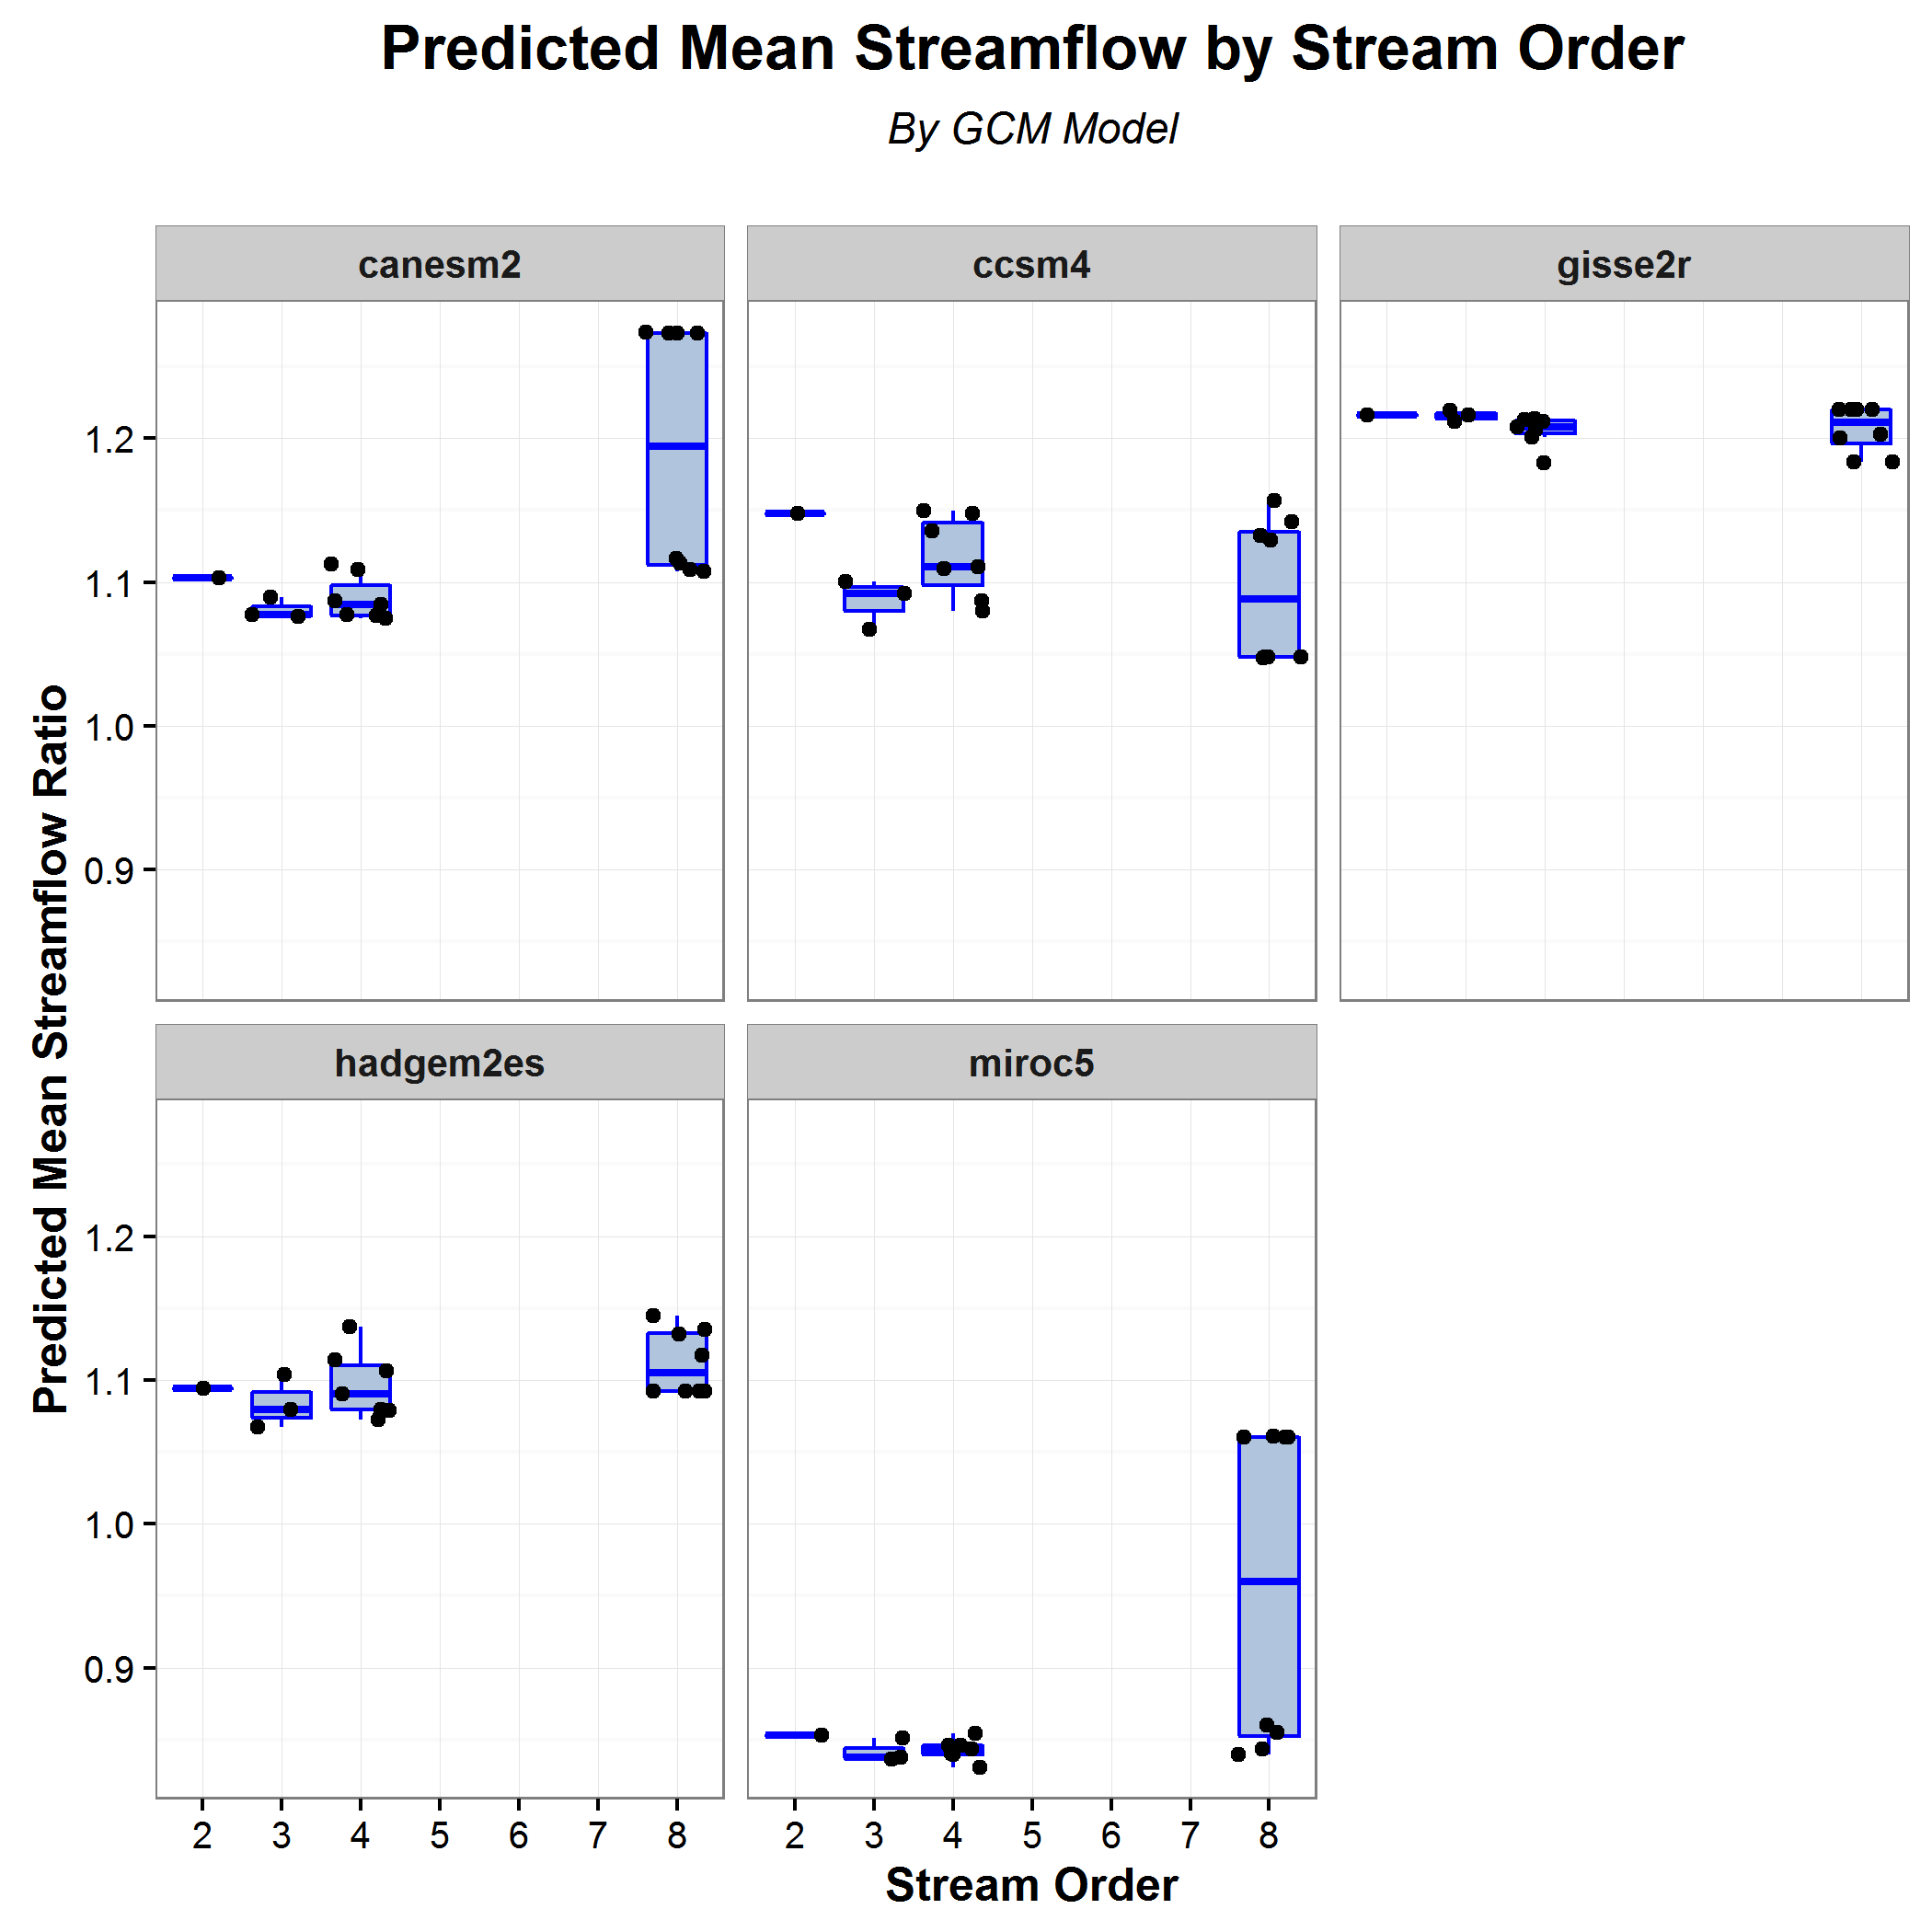 Predicted Mean Streamflow by Stream Order
By GCM Model
canesm2
ccsm4
gisse2r
1.2
1.1
1.0
0.9
Predicted Mean Streamflow Ratio
hadgem2es
miroc5
1.2
1.1
1.0
0.9
2 3 4 5 6 7 8
2 3 4 5 6 7 8
Stream Order